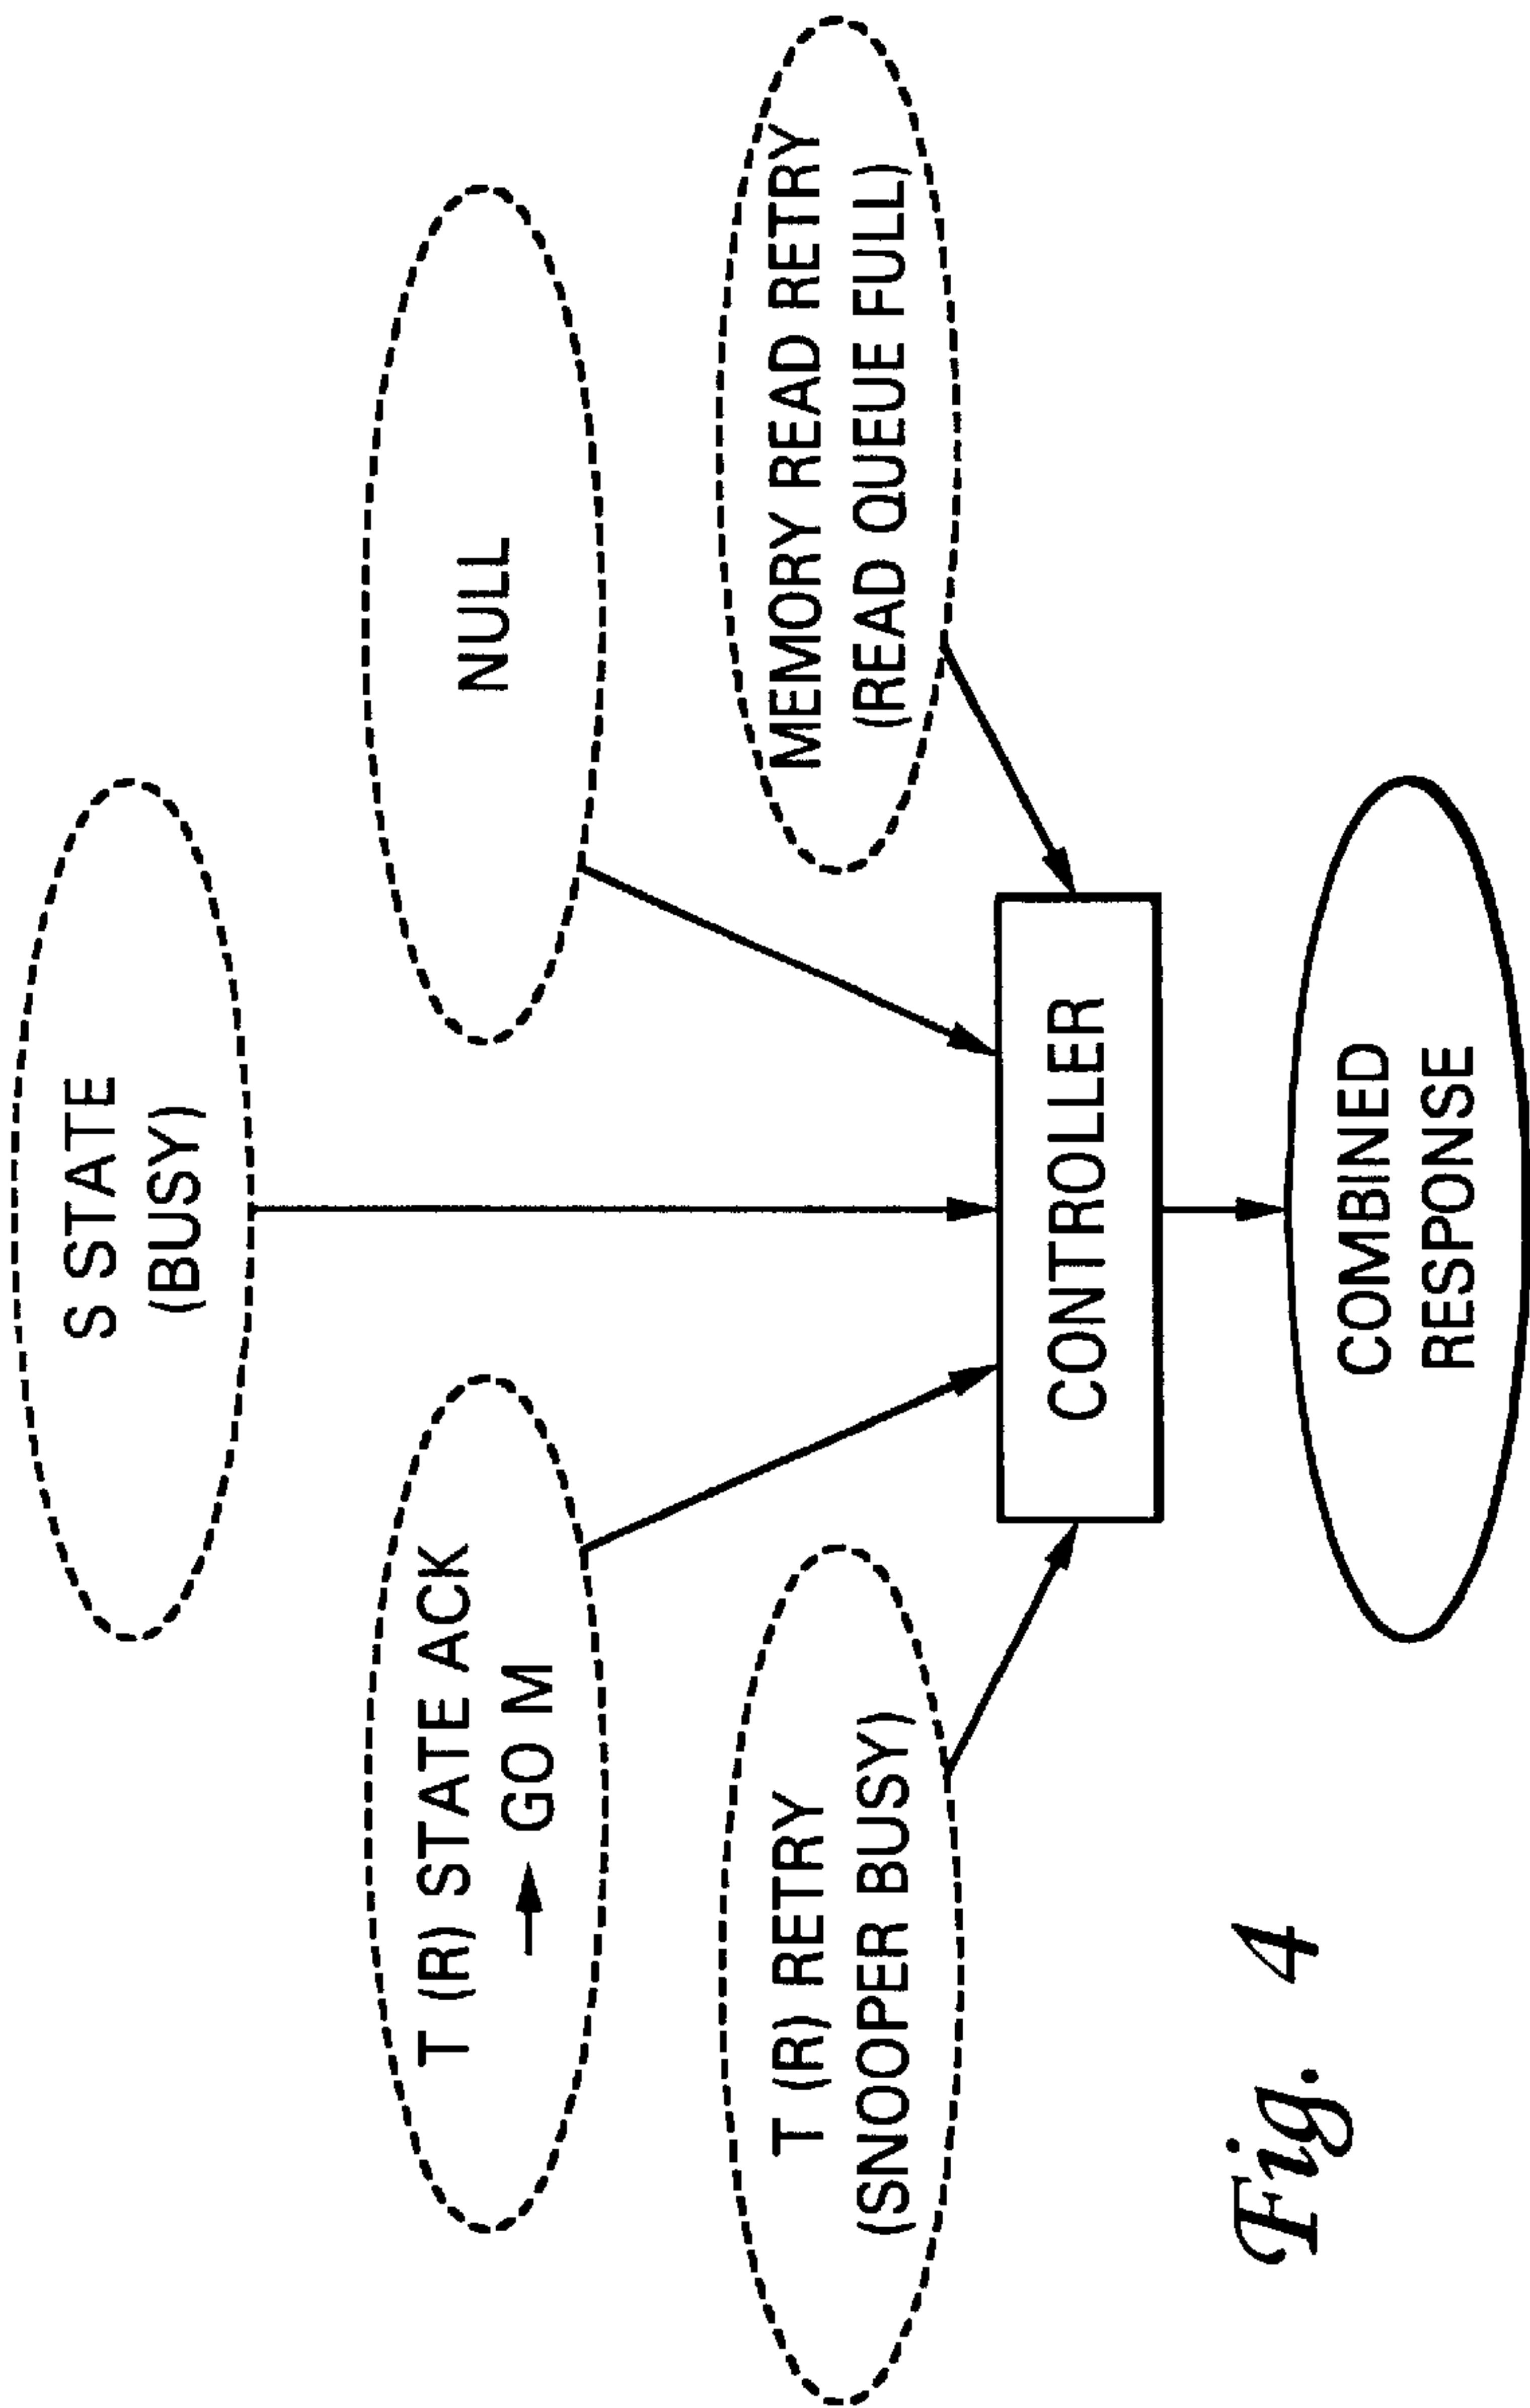 S STATE
(BUSY)
T (R) STATE ACK
GO M
NULL
T (R) RETRY
(SNOOPER BUSY)
MEMORY READ RETRY
(READ QUEUE FULL)
CONTROLLER
COMBINED
RESPONSE
Fig. 4